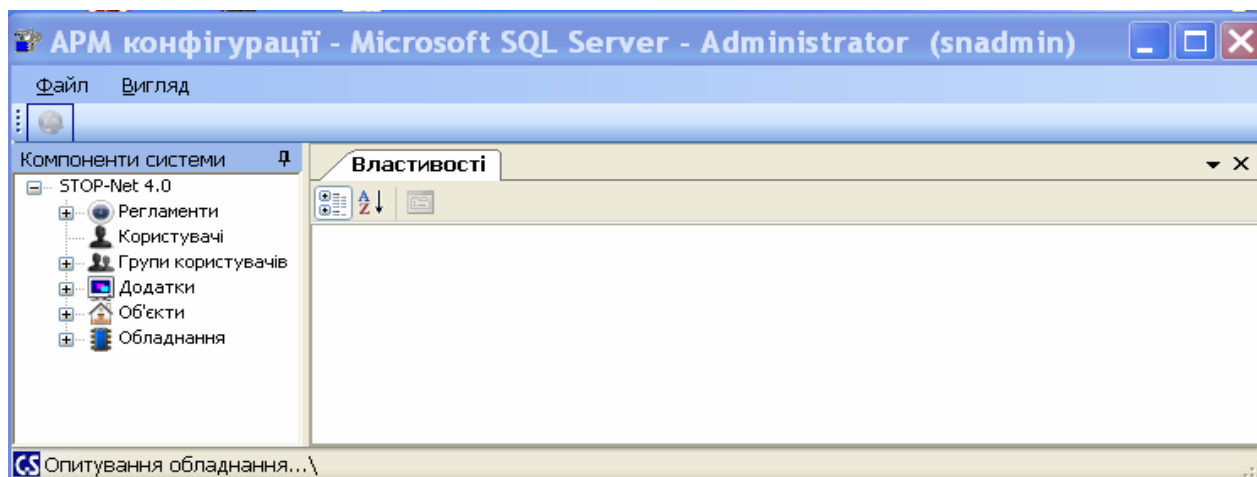 АРМ конфігурації - Microsoft SQL Server - Administrator (snadmin)
Файл Вигляд
Компоненти системи
Властивості
STOP-Net 4.0
Регламенти
Користувачі
Групи користувачів
Додатки
Об'єкти
Обладнання
Опитування обладнання...\